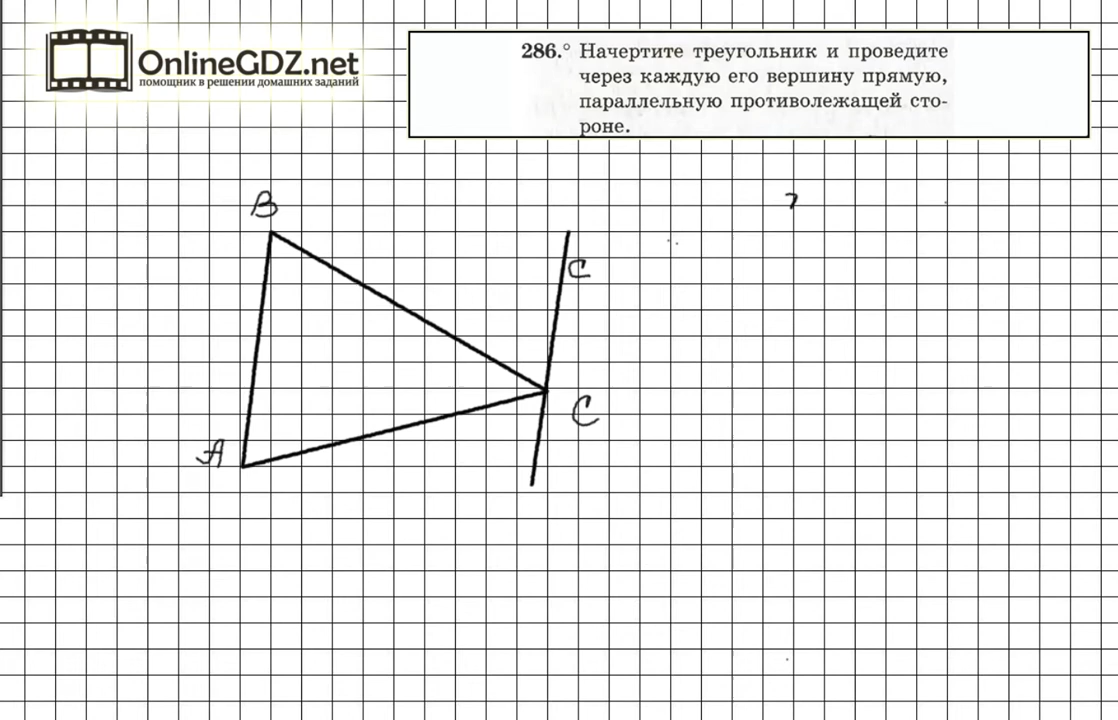 OnlineGDZ.net
помощник в решении домашних заданий
286.° Начертите треугольник и проведите
через каждую его вершину прямую,
параллельную противолежащей сто-
роне.
B
C
C
A